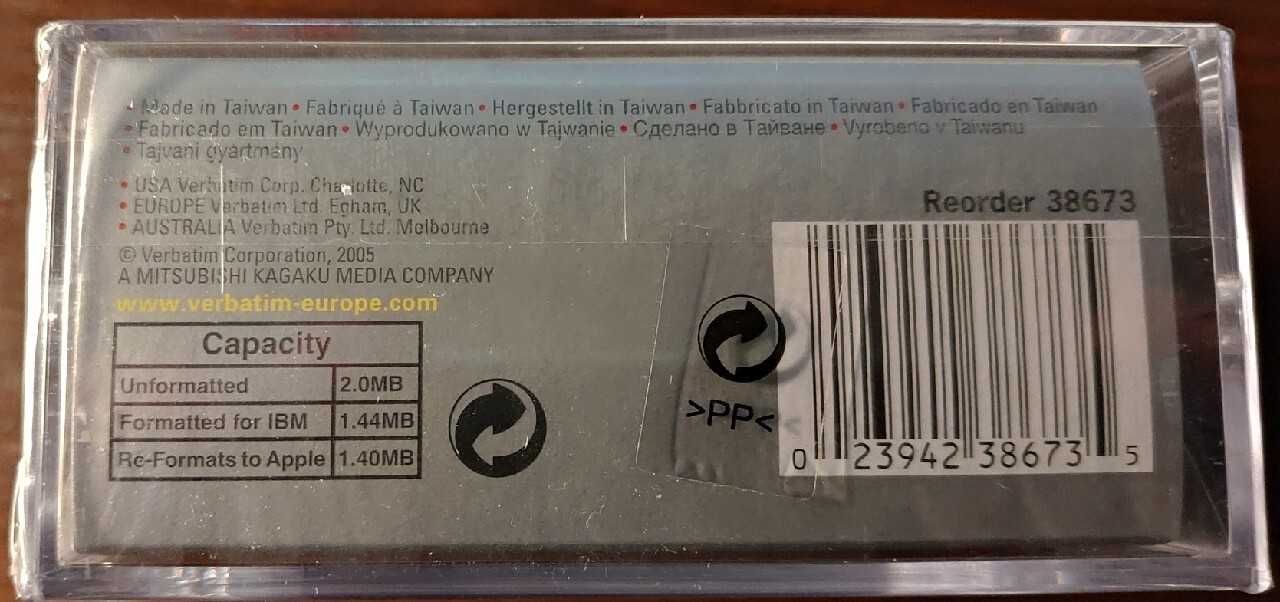 • Made in Taiwan • Fabriqué à Taiwan • Hergestellt in Taiwan • Fabbricato in Taiwan • Fabricado en Taiwan
• Fabricado em Taiwan • Wyprodukowano w Tajwanie • Сделано в Тайване • Vyrobeno v Taiwanu
• Tajvani gyártmány
• USA Verbatim Corp. Charlotte, NC
• EUROPE Verbatim Ltd. Egham, UK
• AUSTRALIA Verbatim Pty. Ltd. Melbourne
© Verbatim Corporation, 2005
A MITSUBISHI KAGAKU MEDIA COMPANY
www.verbatim-europe.com
Capacity
Unformatted 2.0MB
Formatted for IBM 1.44MB
Re-Formats to Apple 1.40MB
>PP<
Reorder 38673
0 23942 38673 5